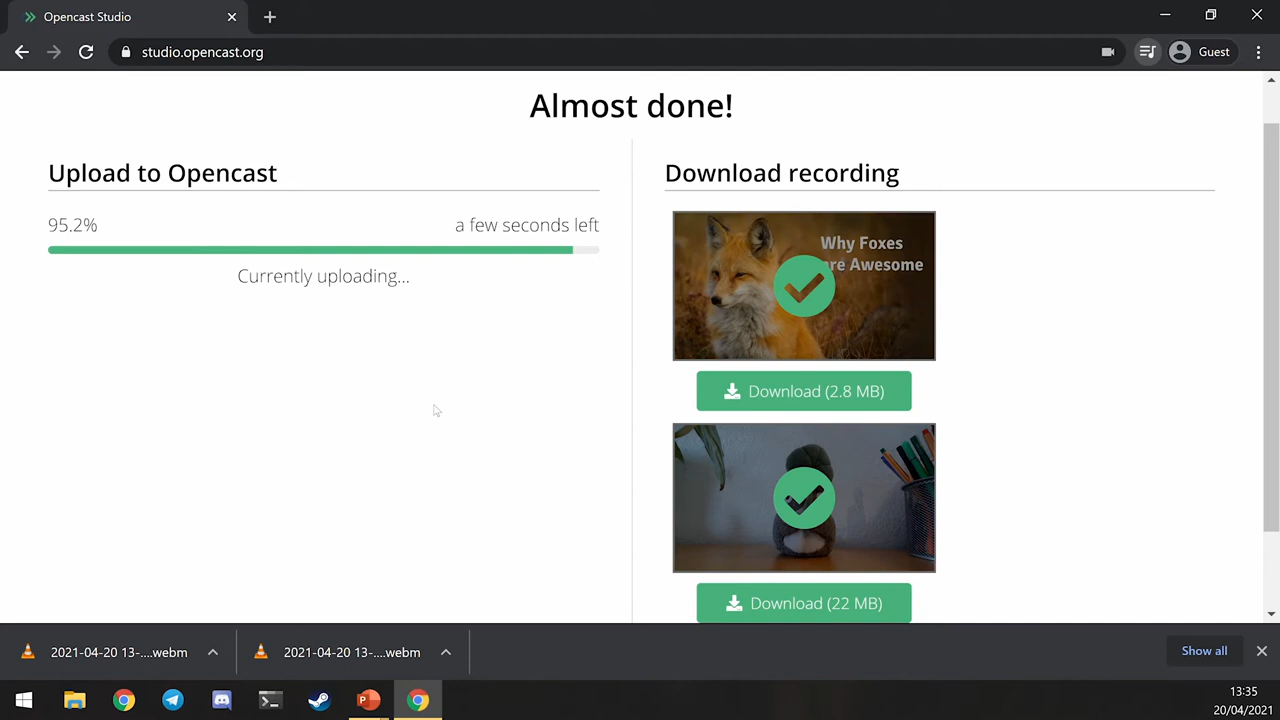 Opencast Studio
studio.opencast.org
Guest
Almost done!
Upload to Opencast
95.2%
a few seconds left
Currently uploading...
Download recording
Why Foxes
are Awesome
Download (2.8 MB)
Download (22 MB)
2021-04-20 13-....webm
2021-04-20 13-....webm
Show all
13:35
20/04/2021